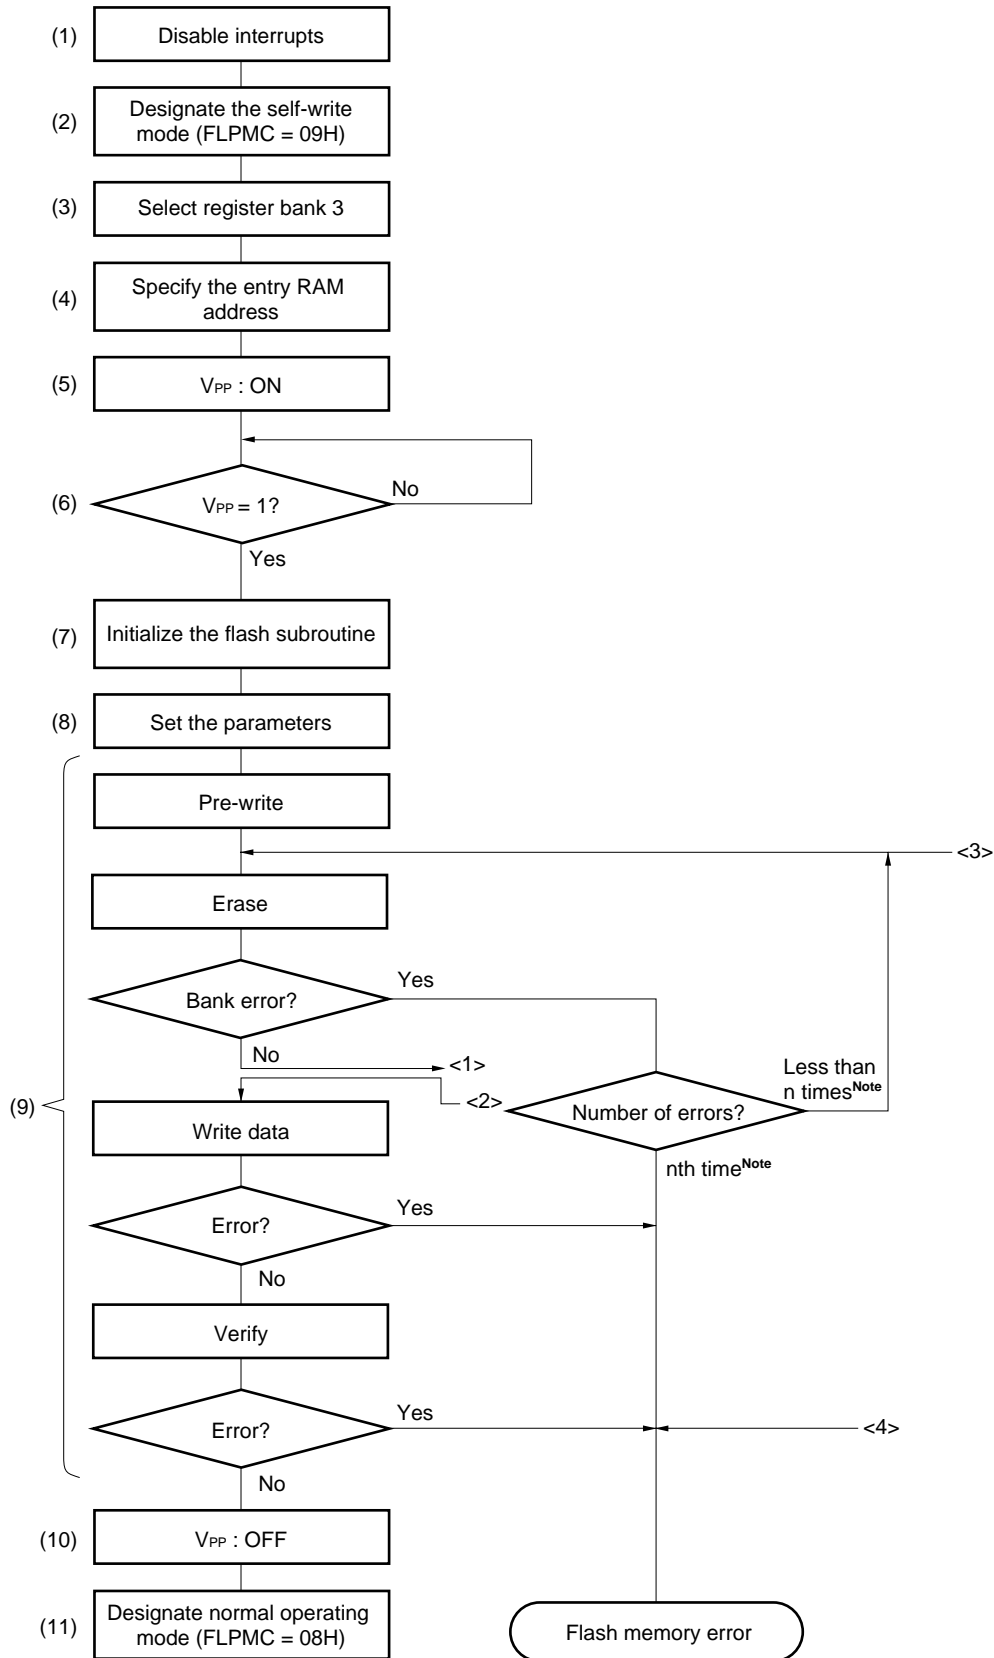 (1) Disable interrupts
(2) Designate the self-write
mode (FLPMC = 09H)
(3) Select register bank 3
(4) Specify the entry RAM
address
(5) VPP : ON
(6) VPP = 1?
No
Yes
(7) Initialize the flash subroutine
(8) Set the parameters
(9)
Pre-write
<3>
Erase
Bank error?
Yes
No
<1>
<2>
Number of errors?
Less than
n timesNote
nth timeNote
Write data
Error?
Yes
No
Verify
Error?
Yes
<4>
No
(10) VPP : OFF
(11) Designate normal operating
mode (FLPMC = 08H)
Flash memory error